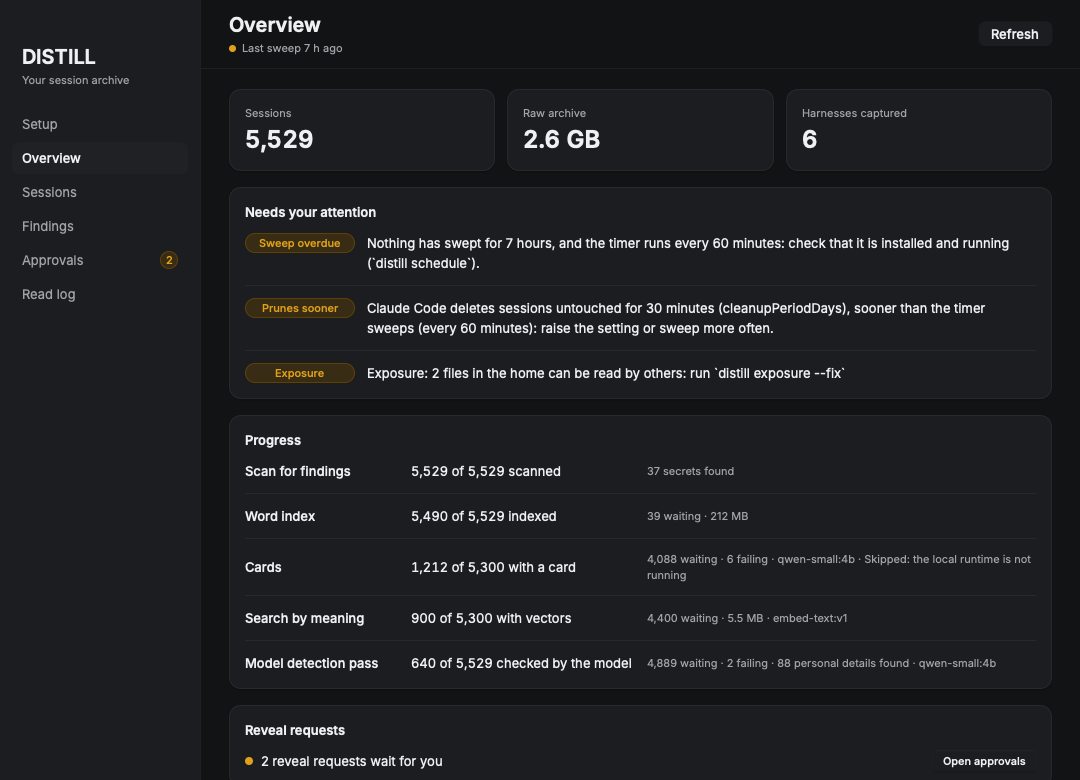 DISTILL
Your session archive
Setup
Overview
Sessions
Findings
Approvals 2
Read log
Overview
Last sweep 7 h ago
Refresh
Sessions
5,529
Raw archive
2.6 GB
Harnesses captured
6
Needs your attention
Sweep overdue
Nothing has swept for 7 hours, and the timer runs every 60 minutes: check that it is installed and running
(`distill schedule`).
Prunes sooner
Claude Code deletes sessions untouched for 30 minutes (cleanupPeriodDays), sooner than the timer
sweeps (every 60 minutes): raise the setting or sweep more often.
Exposure
Exposure: 2 files in the home can be read by others: run `distill exposure --fix`
Progress
Scan for findings 5,529 of 5,529 scanned 37 secrets found
Word index 5,490 of 5,529 indexed 39 waiting · 212 MB
Cards 1,212 of 5,300 with a card 4,088 waiting · 6 failing · qwen-small:4b · Skipped: the local runtime is not
running
Search by meaning 900 of 5,300 with vectors 4,400 waiting · 5.5 MB · embed-text:v1
Model detection pass 640 of 5,529 checked by the model 4,889 waiting · 2 failing · 88 personal details found · qwen-small:4b
Reveal requests
2 reveal requests wait for you
Open approvals